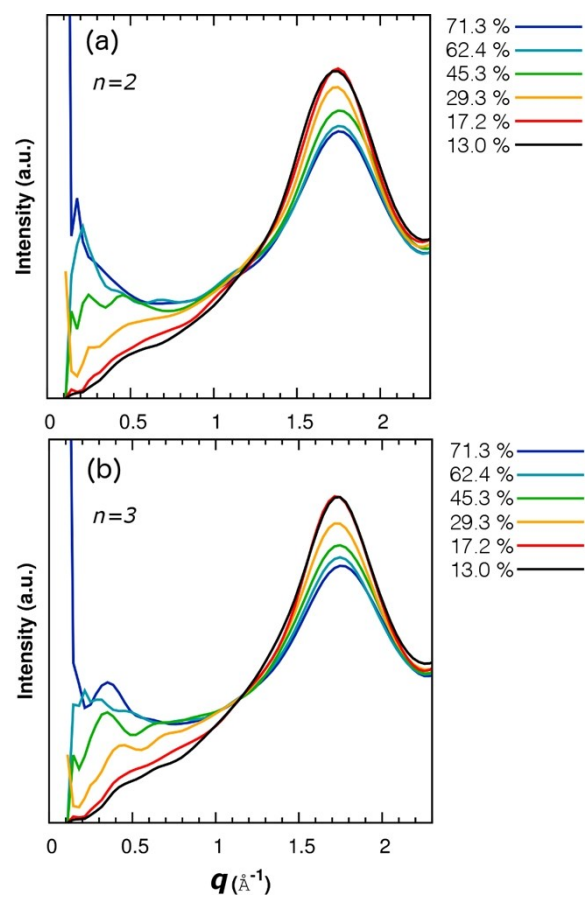 (a)
n=2
71.3 %
62.4 %
45.3 %
29.3 %
17.2 %
13.0 %
Intensity (a.u.)
0 0.5 1 1.5 2
(b)
n=3
71.3 %
62.4 %
45.3 %
29.3 %
17.2 %
13.0 %
Intensity (a.u.)
0 0.5 1 1.5 2
q (Å⁻¹)